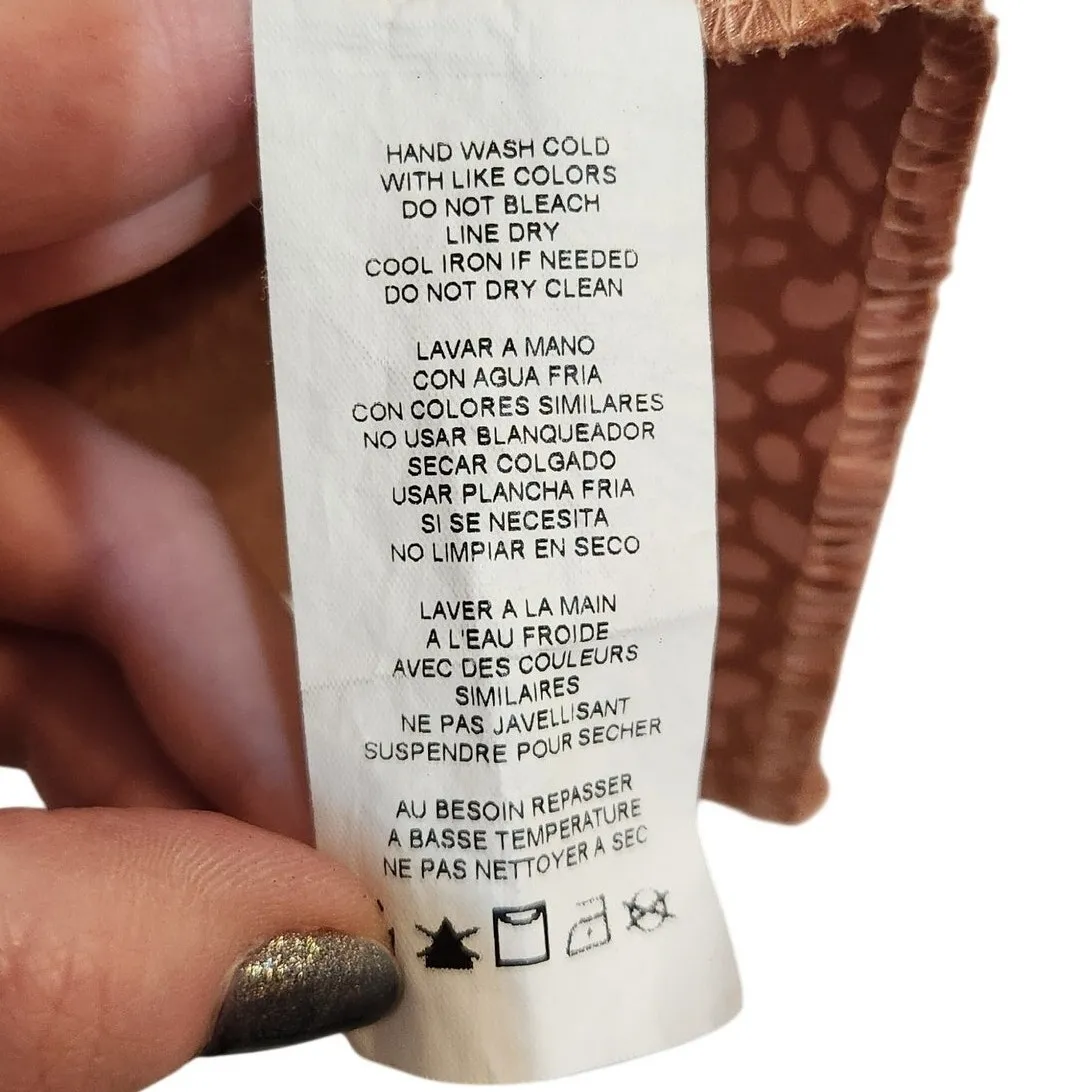 HAND WASH COLD
WITH LIKE COLORS
DO NOT BLEACH
LINE DRY
COOL IRON IF NEEDED
DO NOT DRY CLEAN
LAVAR A MANO
CON AGUA FRIA
CON COLORES SIMILARES
NO USAR BLANQUEADOR
SECAR COLGADO
USAR PLANCHA FRIA
SI SE NECESITA
NO LIMPIAR EN SECO
LAVER A LA MAIN
A L'EAU FROIDE
AVEC DES COULEURS
SIMILAIRES
NE PAS JAVELLISANT
SUSPENDRE POUR SECHER
AU BESOIN REPASSER
A BASSE TEMPERATURE
NE PAS NETTOYER A SEC